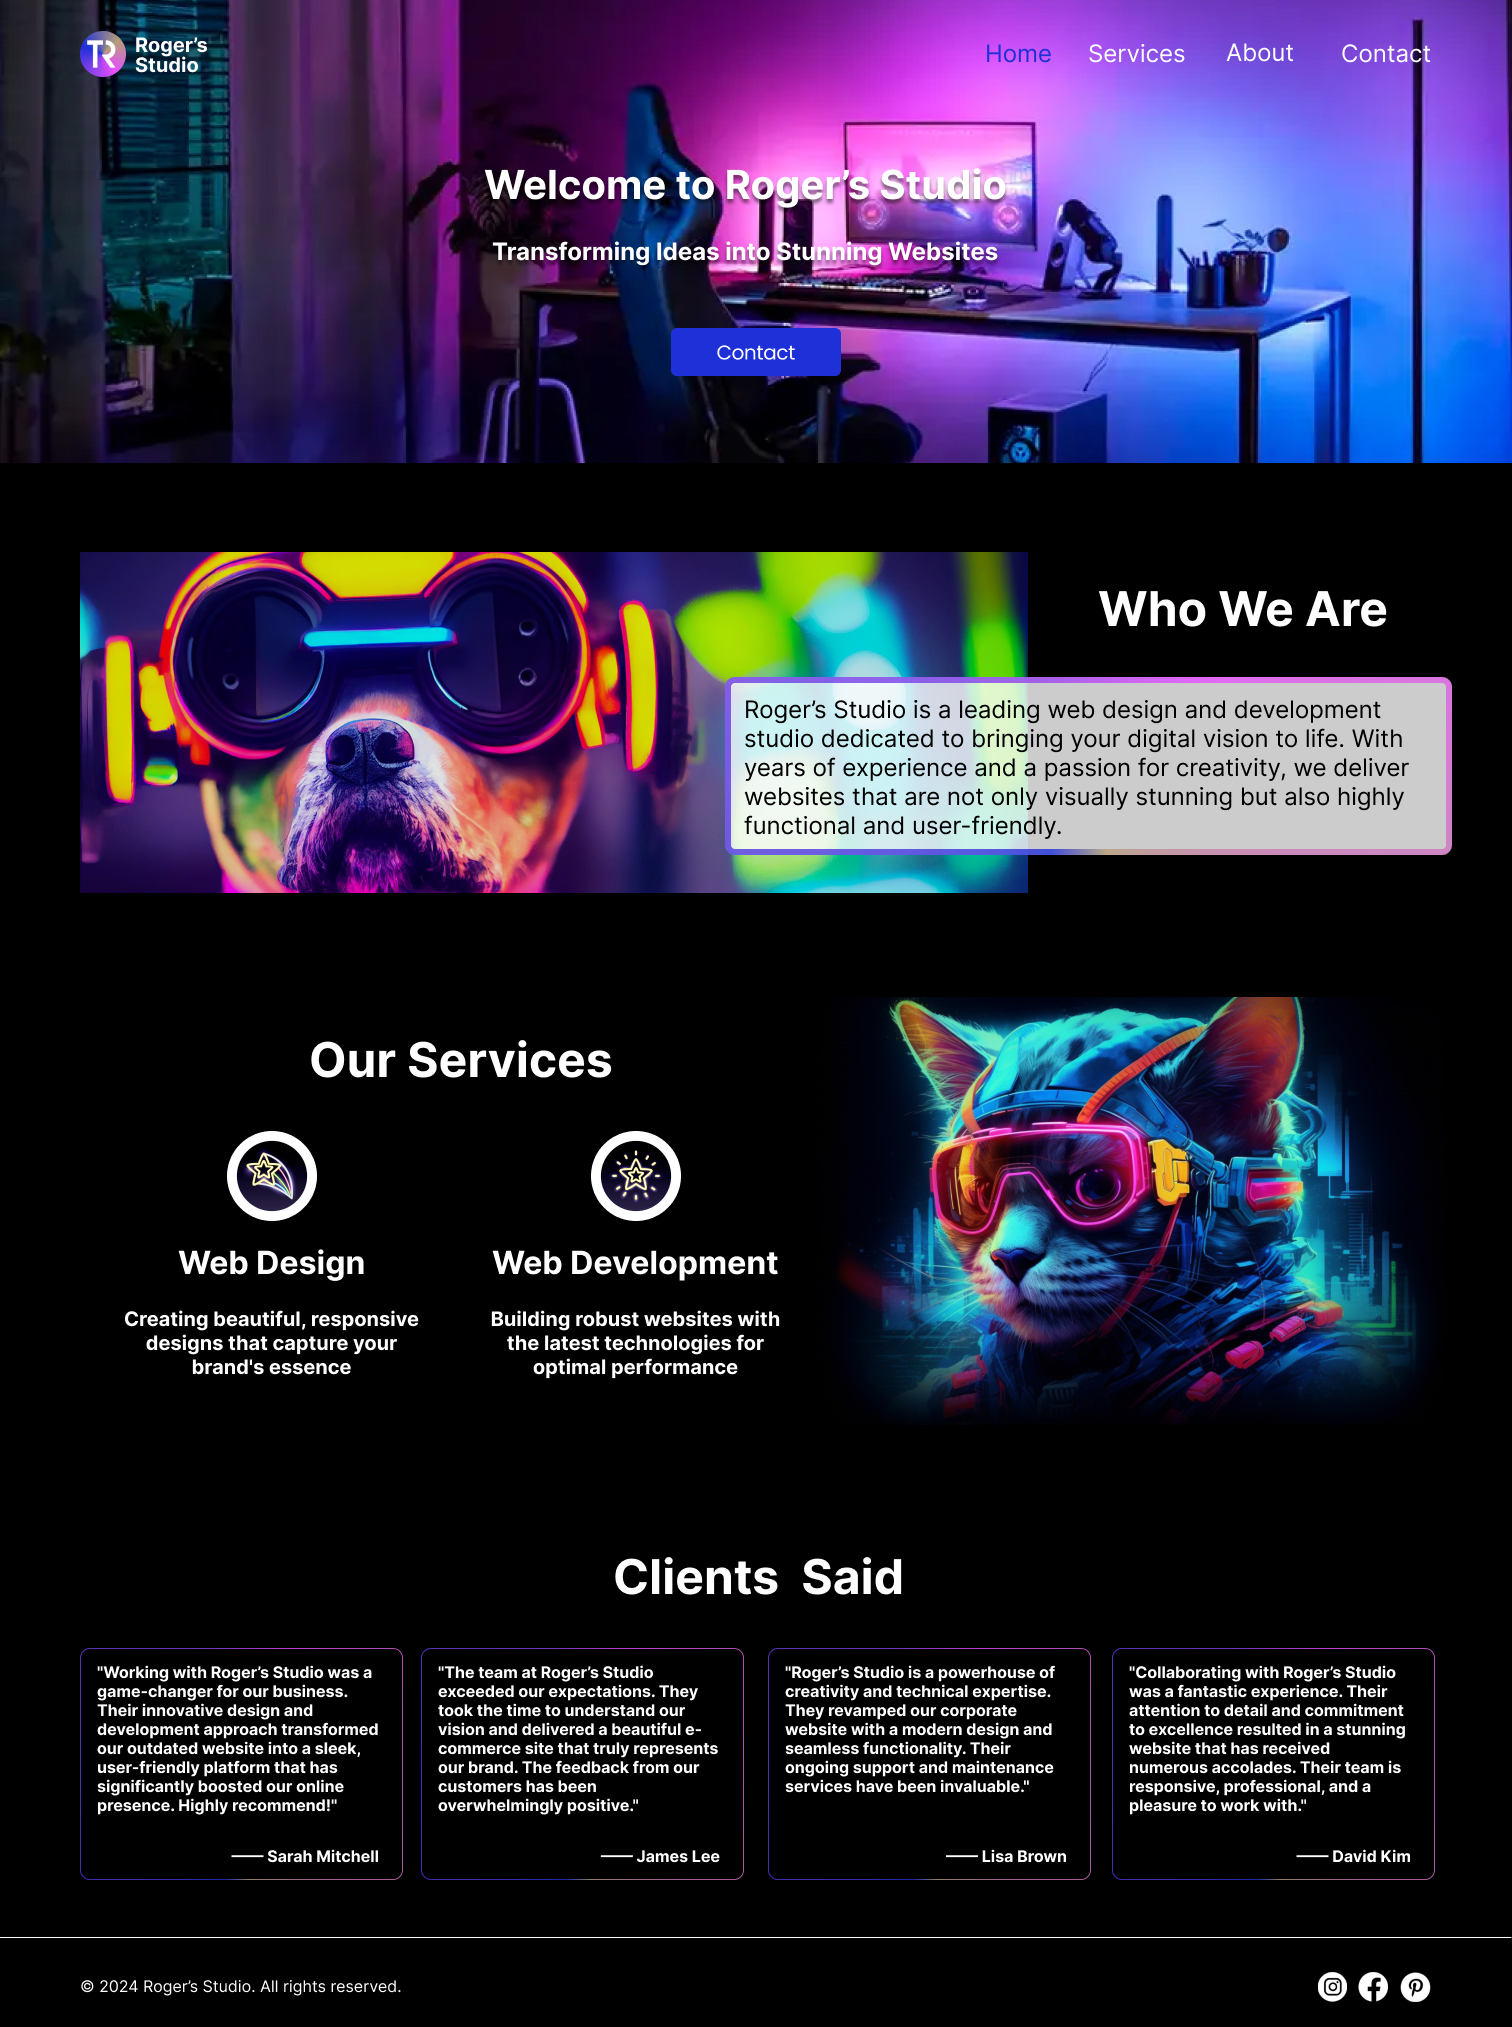 TR
Roger’s
Studio
Home Services About Contact
Welcome to Roger’s Studio
Transforming Ideas into Stunning Websites
Contact
Who We Are
Roger’s Studio is a leading web design and development
studio dedicated to bringing your digital vision to life. With
years of experience and a passion for creativity, we deliver
websites that are not only visually stunning but also highly
functional and user-friendly.
Our Services
Web Design
Creating beautiful, responsive
designs that capture your
brand's essence
Web Development
Building robust websites with
the latest technologies for
optimal performance
Clients  Said
"Working with Roger’s Studio was a
game-changer for our business.
Their innovative design and
development approach transformed
our outdated website into a sleek,
user-friendly platform that has
significantly boosted our online
presence. Highly recommend!"
—— Sarah Mitchell
"The team at Roger’s Studio
exceeded our expectations. They
took the time to understand our
vision and delivered a beautiful e-
commerce site that truly represents
our brand. The feedback from our
customers has been
overwhelmingly positive."
—— James Lee
"Roger’s Studio is a powerhouse of
creativity and technical expertise.
They revamped our corporate
website with a modern design and
seamless functionality. Their
ongoing support and maintenance
services have been invaluable."
—— Lisa Brown
"Collaborating with Roger’s Studio
was a fantastic experience. Their
attention to detail and commitment
to excellence resulted in a stunning
website that has received
numerous accolades. Their team is
responsive, professional, and a
pleasure to work with."
—— David Kim
© 2024 Roger’s Studio. All rights reserved.